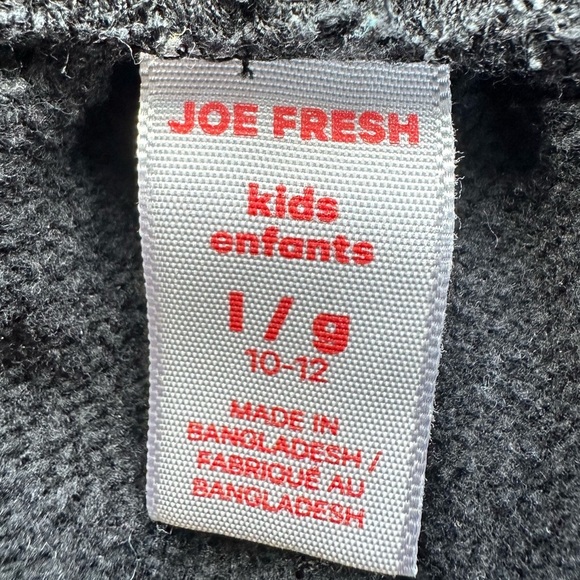 JOE FRESH
kids
enfants
l / g
10-12
MADE IN
BANGLADESH /
FABRIQUÉ AU
BANGLADESH